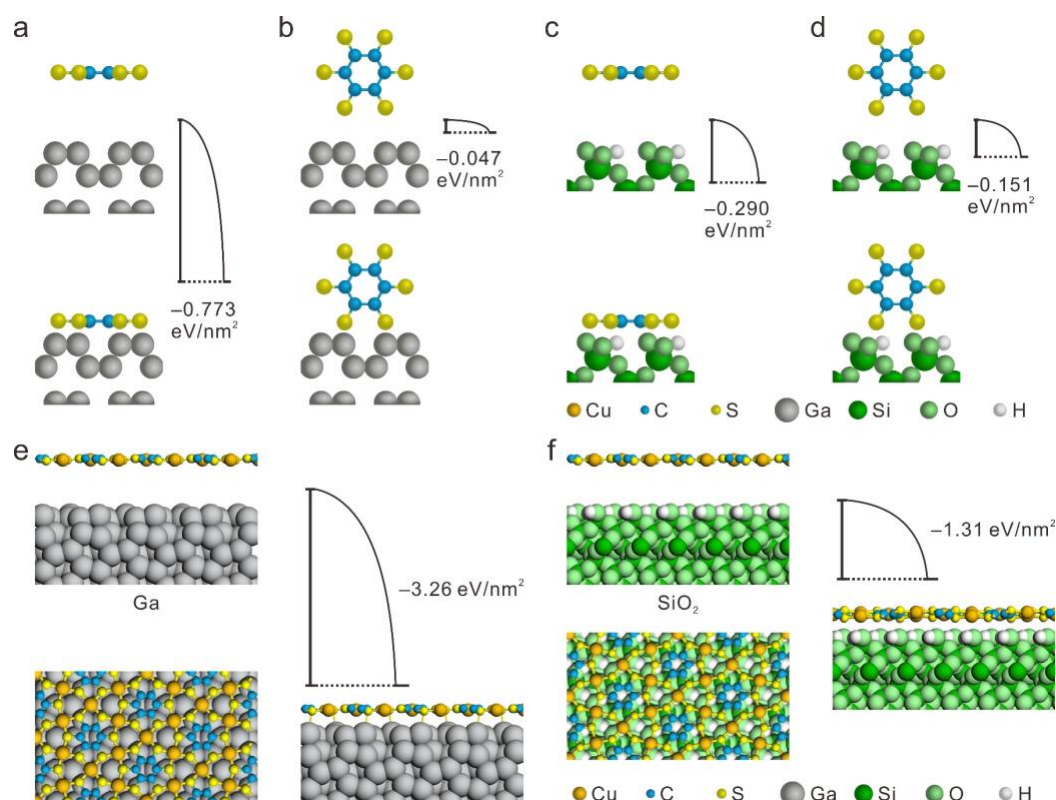 a
b
c
d
−0.047
eV/nm²
−0.773
eV/nm²
−0.290
eV/nm²
−0.151
eV/nm²
Cu C S Ga Si O H
e
f
Ga
−3.26 eV/nm²
SiO₂
−1.31 eV/nm²
Cu C S Ga Si O H